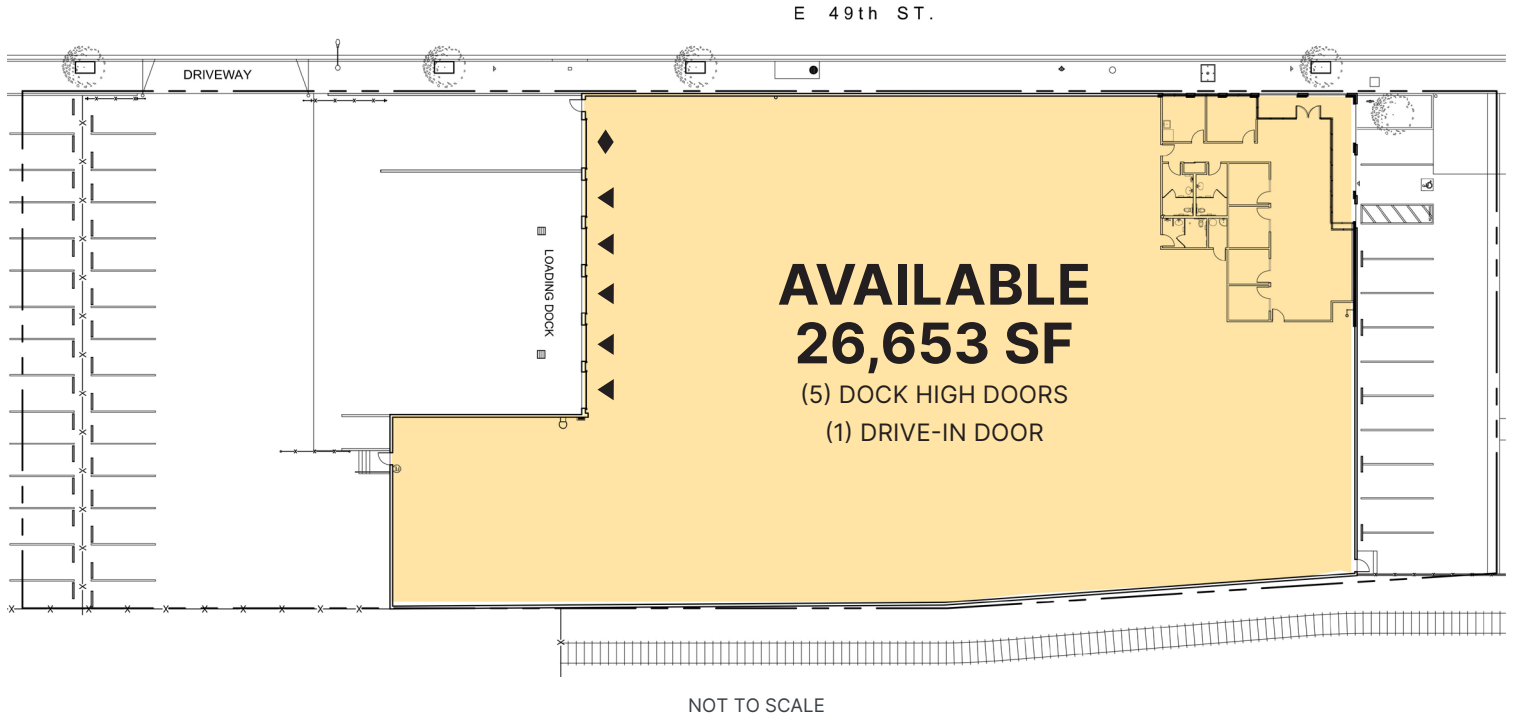 E 49th ST.
DRIVEWAY
LOADING DOCK
AVAILABLE
26,653 SF
(5) DOCK HIGH DOORS
(1) DRIVE-IN DOOR
NOT TO SCALE